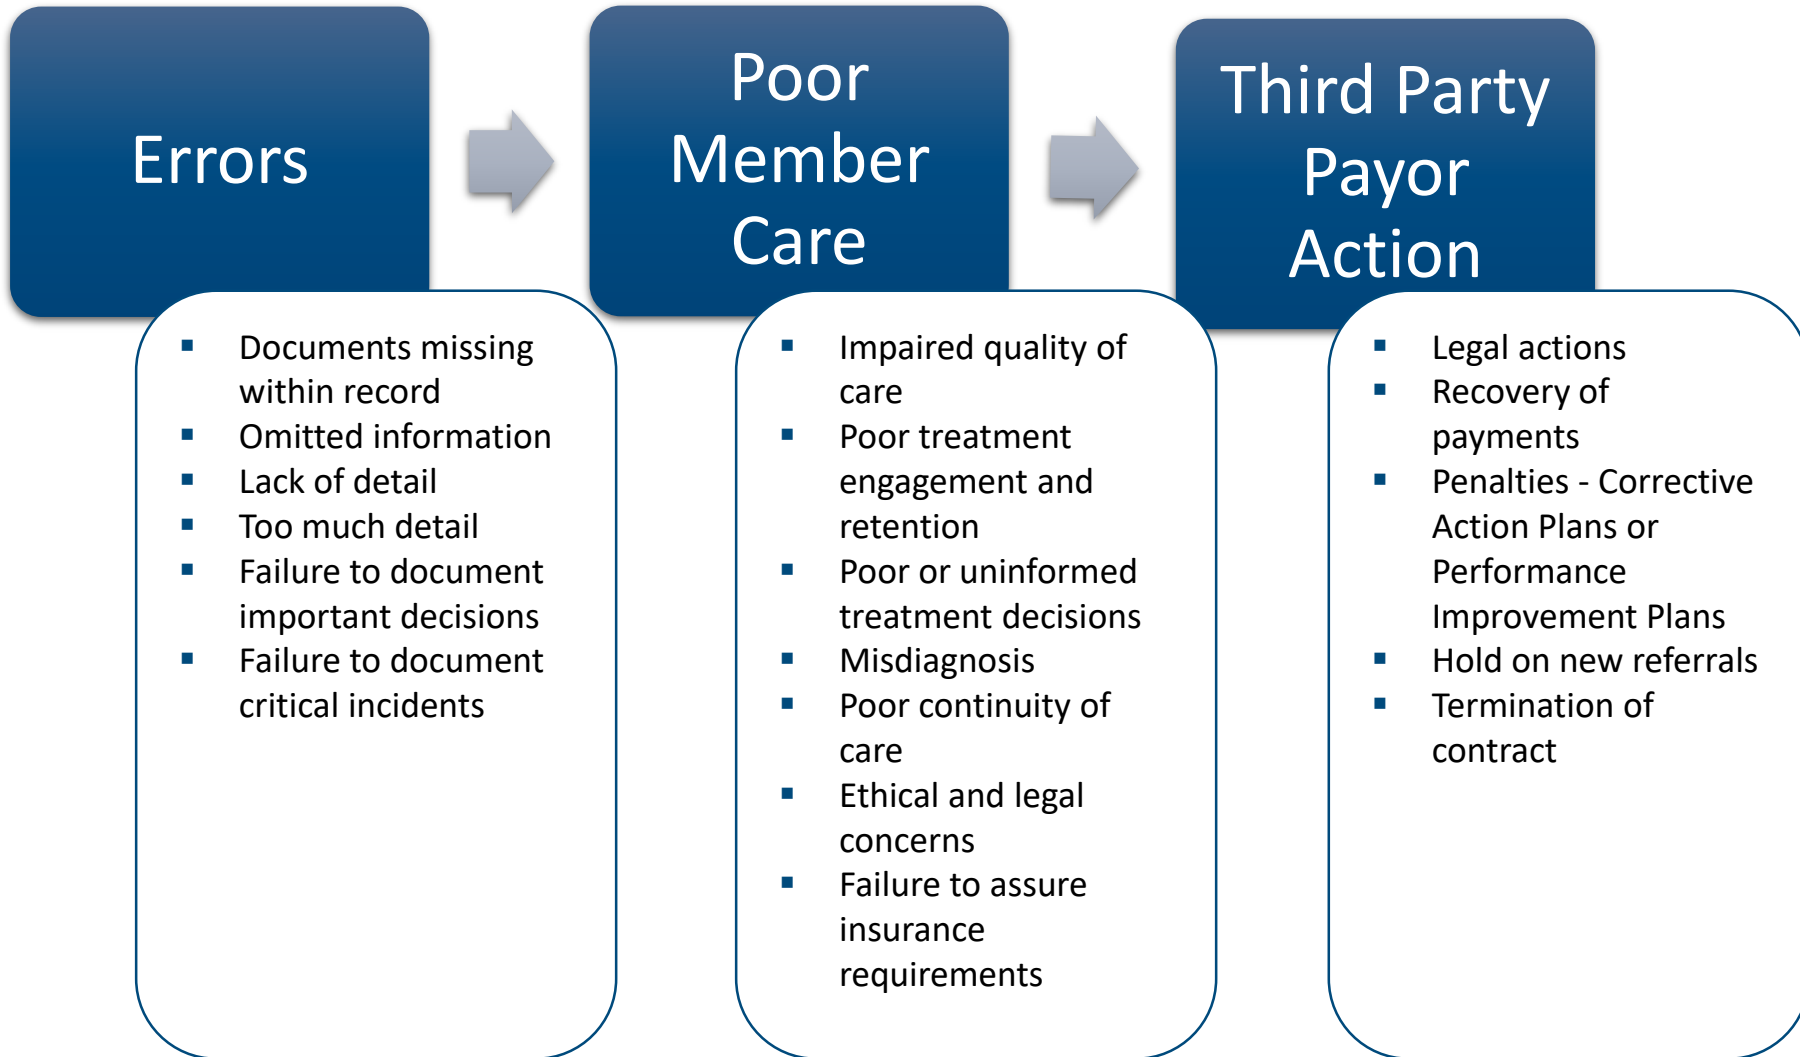 Errors
▪ Documents missing
within record
▪ Omitted information
▪ Lack of detail
▪ Too much detail
▪ Failure to document
important decisions
▪ Failure to document
critical incidents
Poor
Member
Care
▪ Impaired quality of
care
▪ Poor treatment
engagement and
retention
▪ Poor or uninformed
treatment decisions
▪ Misdiagnosis
▪ Poor continuity of
care
▪ Ethical and legal
concerns
▪ Failure to assure
insurance
requirements
Third Party
Payor
Action
▪ Legal actions
▪ Recovery of
payments
▪ Penalties - Corrective
Action Plans or
Performance
Improvement Plans
▪ Hold on new referrals
▪ Termination of
contract